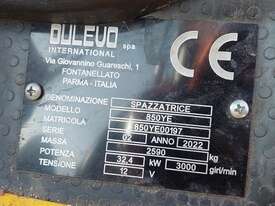 DULEVO spa
INTERNATIONAL
Via Giovannino Guareschi, 1
FONTANELLATO
PARMA - ITALIA
CE
DENOMINAZIONE SPAZZATRICE
MODELLO 850YE
MATRICOLA 850YE00197
SERIE 02 ANNO 2022
MASSA 2590 kg
POTENZA 32,4 kW 3000 giri/min
TENSIONE 12 V